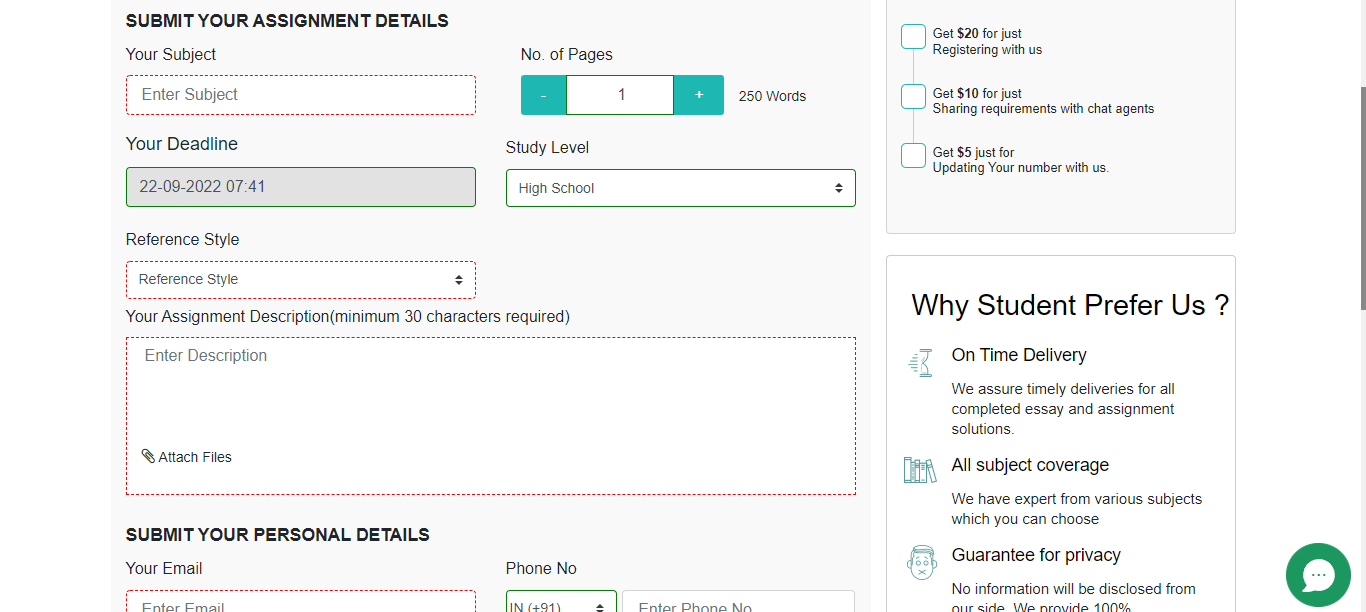 SUBMIT YOUR ASSIGNMENT DETAILS
Your Subject
No. of Pages
Enter Subject
-
1
+
250 Words
Your Deadline
Study Level
22-09-2022 07:41
High School
Reference Style
Reference Style
Your Assignment Description(minimum 30 characters required)
Enter Description
Attach Files
SUBMIT YOUR PERSONAL DETAILS
Your Email
Phone No
Enter Email
IN (+91)
Enter Phone No
Get $20 for just
Registering with us
Get $10 for just
Sharing requirements with chat agents
Get $5 just for
Updating Your number with us.
Why Student Prefer Us ?
On Time Delivery
We assure timely deliveries for all
completed essay and assignment
solutions.
All subject coverage
We have expert from various subjects
which you can choose
Guarantee for privacy
No information will be disclosed from
our side. We provide 100%